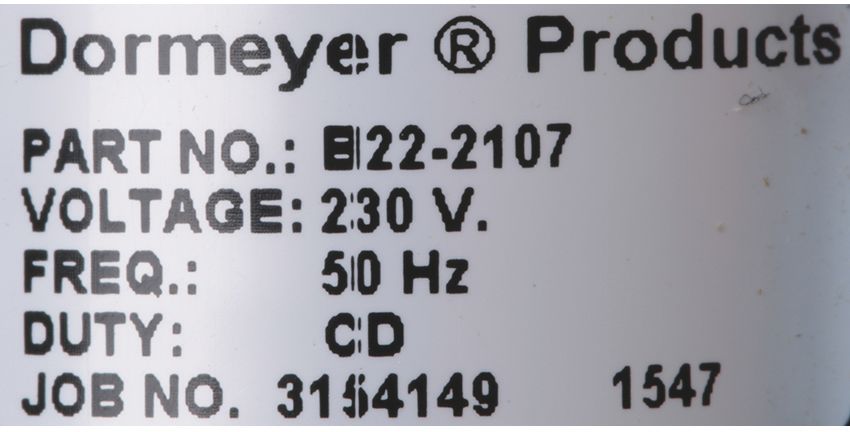 Dormeyer ® Products
PART NO.: B22-2107
VOLTAGE: 230 V.
FREQ.: 50 Hz
DUTY: CD
JOB NO. 1547